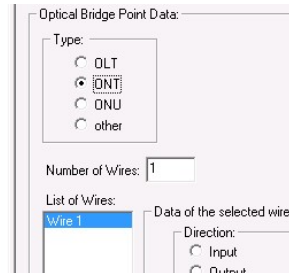 Optical Bridge Point Data:
Type:
OLT
ONT
ONU
other
Number of Wires: 1
List of Wires:
Wire 1
Data of the selected wire
Direction:
Input
Output